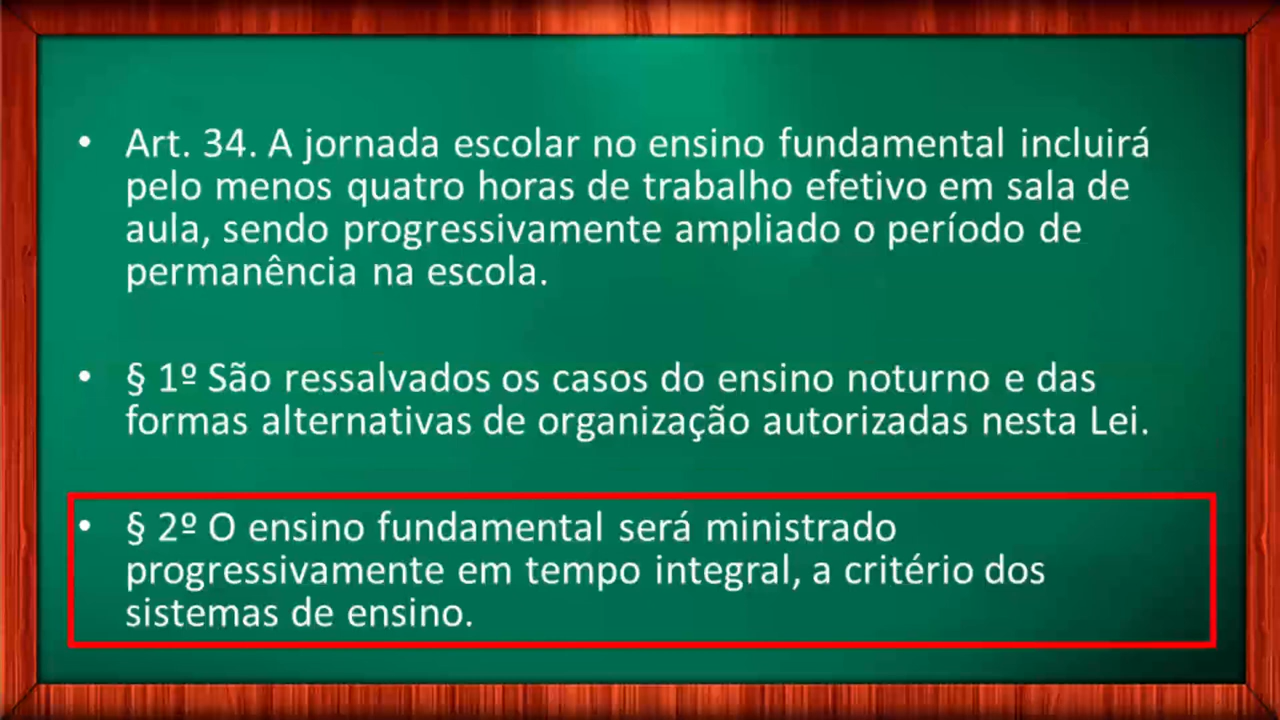 • Art. 34. A jornada escolar no ensino fundamental incluirá
pelo menos quatro horas de trabalho efetivo em sala de
aula, sendo progressivamente ampliado o período de
permanência na escola.
• § 1º São ressalvados os casos do ensino noturno e das
formas alternativas de organização autorizadas nesta Lei.
• § 2º O ensino fundamental será ministrado
progressivamente em tempo integral, a critério dos
sistemas de ensino.